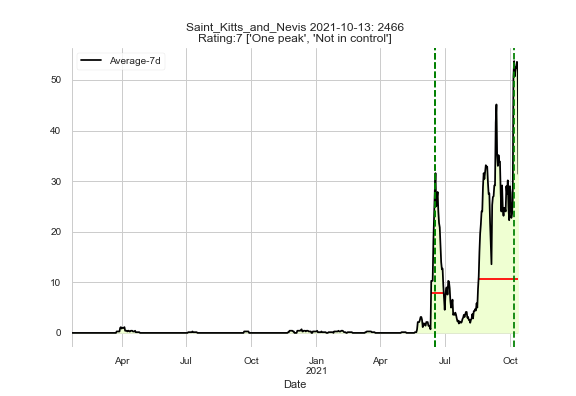 Saint_Kitts_and_Nevis 2021-10-13: 2466
Rating:7 ['One peak', 'Not in control']
Average-7d
50
40
30
20
10
0
Apr Jul Oct Jan Apr Jul Oct
2021
Date